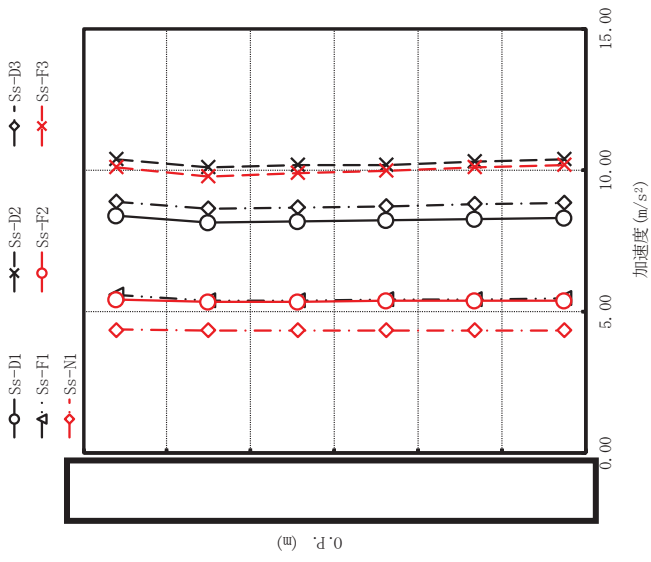 Ss-D1
Ss-D2
Ss-D3
Ss-F1
Ss-F2
Ss-F3
Ss-N1
0.00
5.00
10.00
15.00
加速度(m/s²)
O.P. (m)